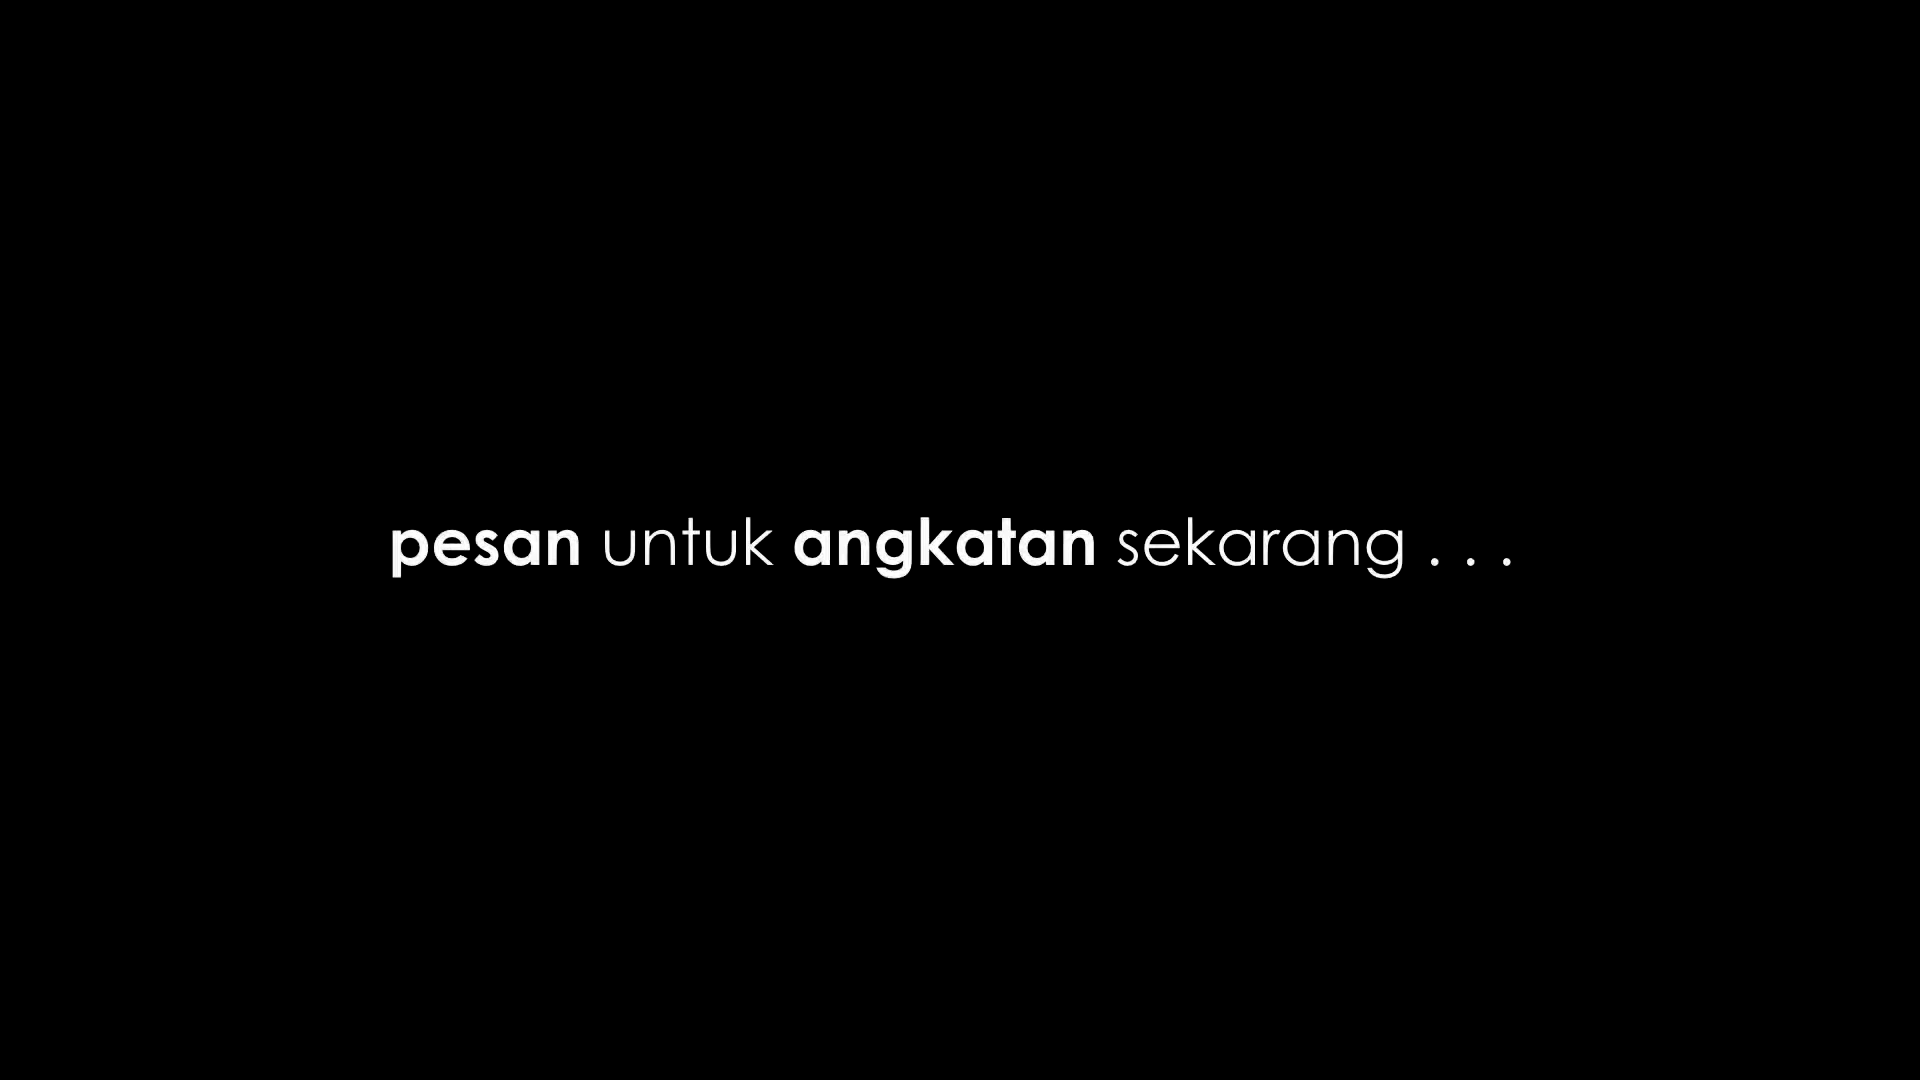 pesan untuk angkatan sekarang . . .